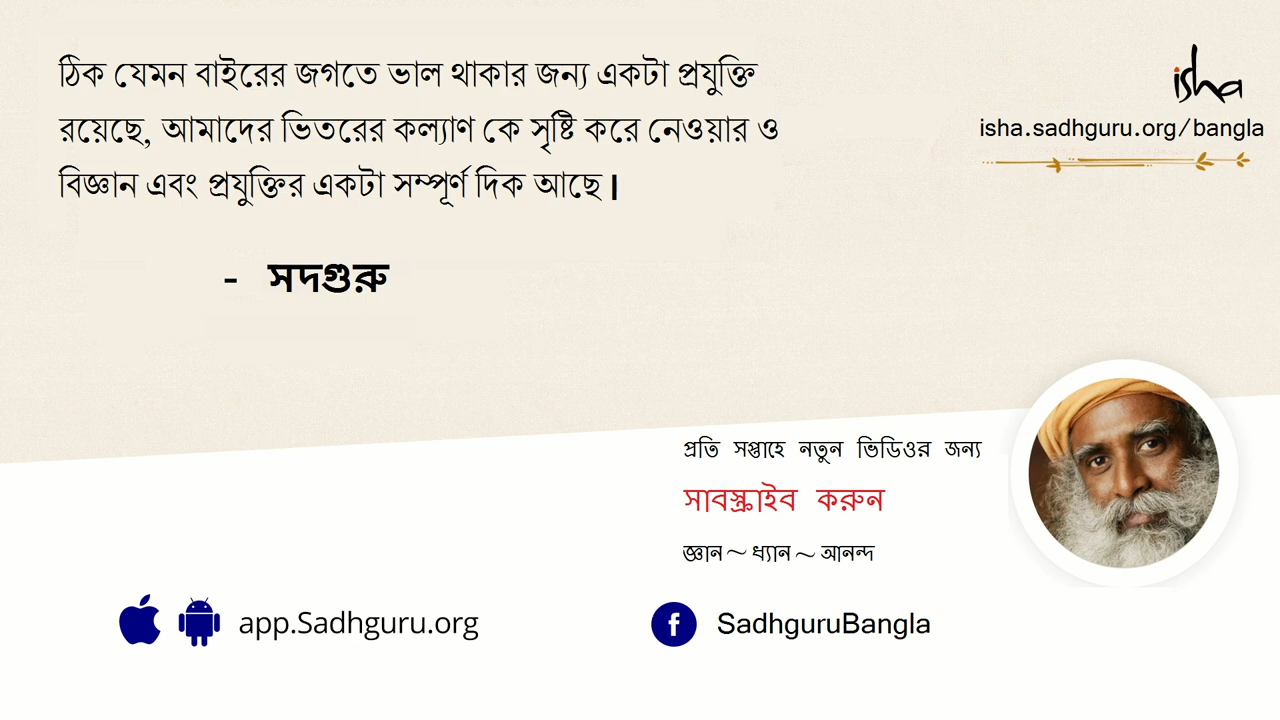 ঠিক যেমন বাইরের জগতে ভাল থাকার জন্য একটা প্রযুক্তি
রয়েছে, আমাদের ভিতরের কল্যাণ কে সৃষ্টি করে নেওয়ার ও
বিজ্ঞান এবং প্রযুক্তির একটা সম্পূর্ণ দিক আছে।
- সদগুরু
isha
isha.sadhguru.org/bangla
প্রতি সপ্তাহে নতুন ভিডিওর জন্য
সাবস্ক্রাইব করুন
জ্ঞান ~ ধ্যান ~ আনন্দ
app.Sadhguru.org
f SadhguruBangla